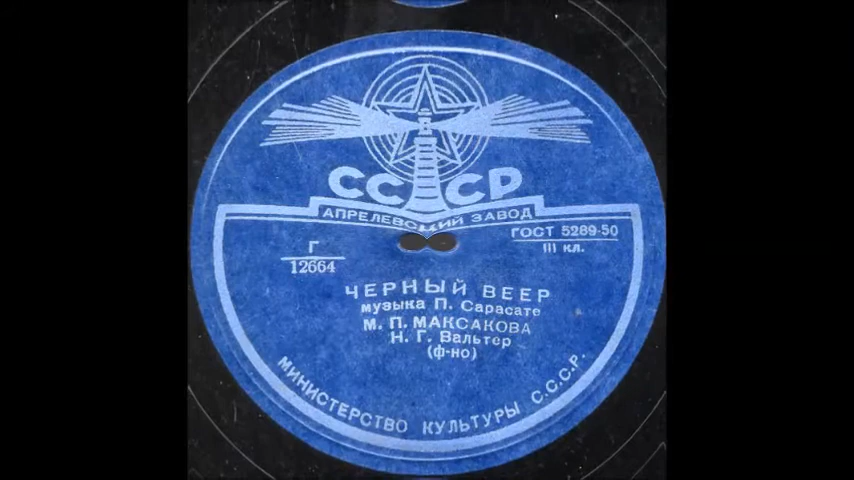 СССР
АПРЕЛЕВСКИЙ ЗАВОД
ГОСТ 5289-50
III кл.
Г
12664
ЧЕРНЫЙ ВЕЕР
музыка П. Сарасате
М. П. МАКСАКОВА
Н. Г. Вальтер
(ф-но)
МИНИСТЕРСТВО КУЛЬТУРЫ С.С.С.Р.